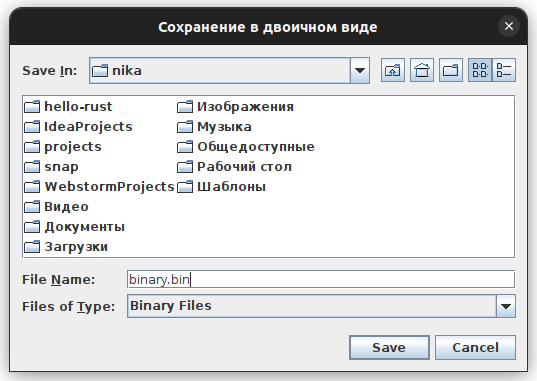 Сохранение в двоичном виде
Save In: nika
hello-rust
IdeaProjects
projects
snap
WebstormProjects
Видео
Документы
Загрузки
Изображения
Музыка
Общедоступные
Рабочий стол
Шаблоны
File Name: binary.bin
Files of Type: Binary Files
Save Cancel